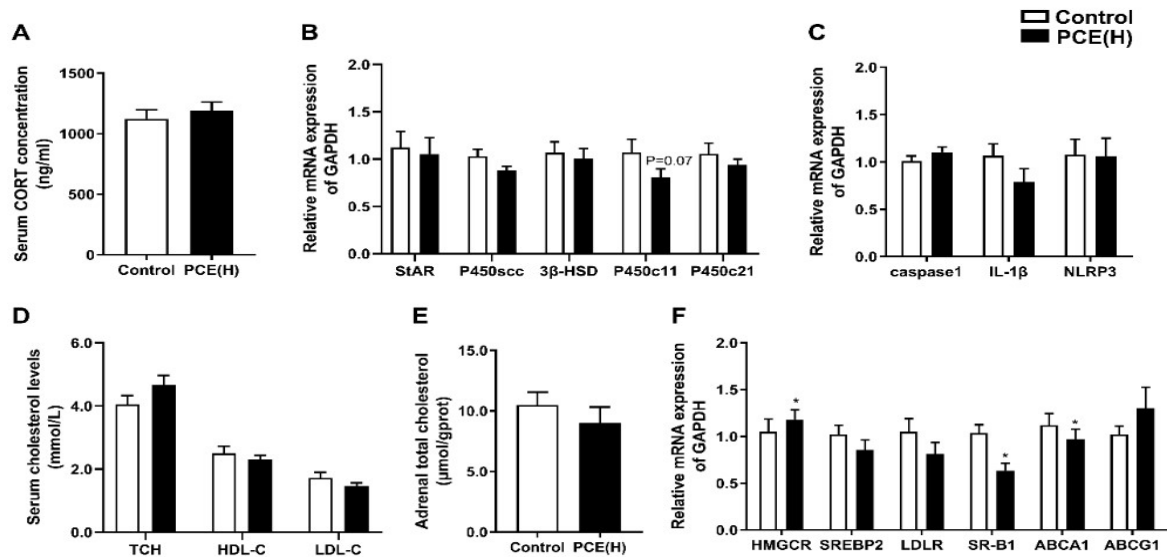 Control
PCE(H)
A
Serum CORT concentration
(ng/ml)
1500
1000
500
0
Control PCE(H)
B
Relative mRNA expression
of GAPDH
2.0
1.5
1.0
0.5
0.0
P=0.07
StAR P450scc 3β-HSD P450c11 P450c21
C
Relative mRNA expression
of GAPDH
2.0
1.5
1.0
0.5
0.0
caspase1 IL-1β NLRP3
D
Serum cholesterol levels
(mmol/L)
6.0
4.0
2.0
0.0
TCH HDL-C LDL-C
E
Adrenal total cholesterol
(μmol/gprot)
15.0
10.0
5.0
0.0
Control PCE(H)
F
Relative mRNA expression
of GAPDH
2.0
1.5
1.0
0.5
0.0
* * *
HMGCR SREBP2 LDLR SR-B1 ABCA1 ABCG1